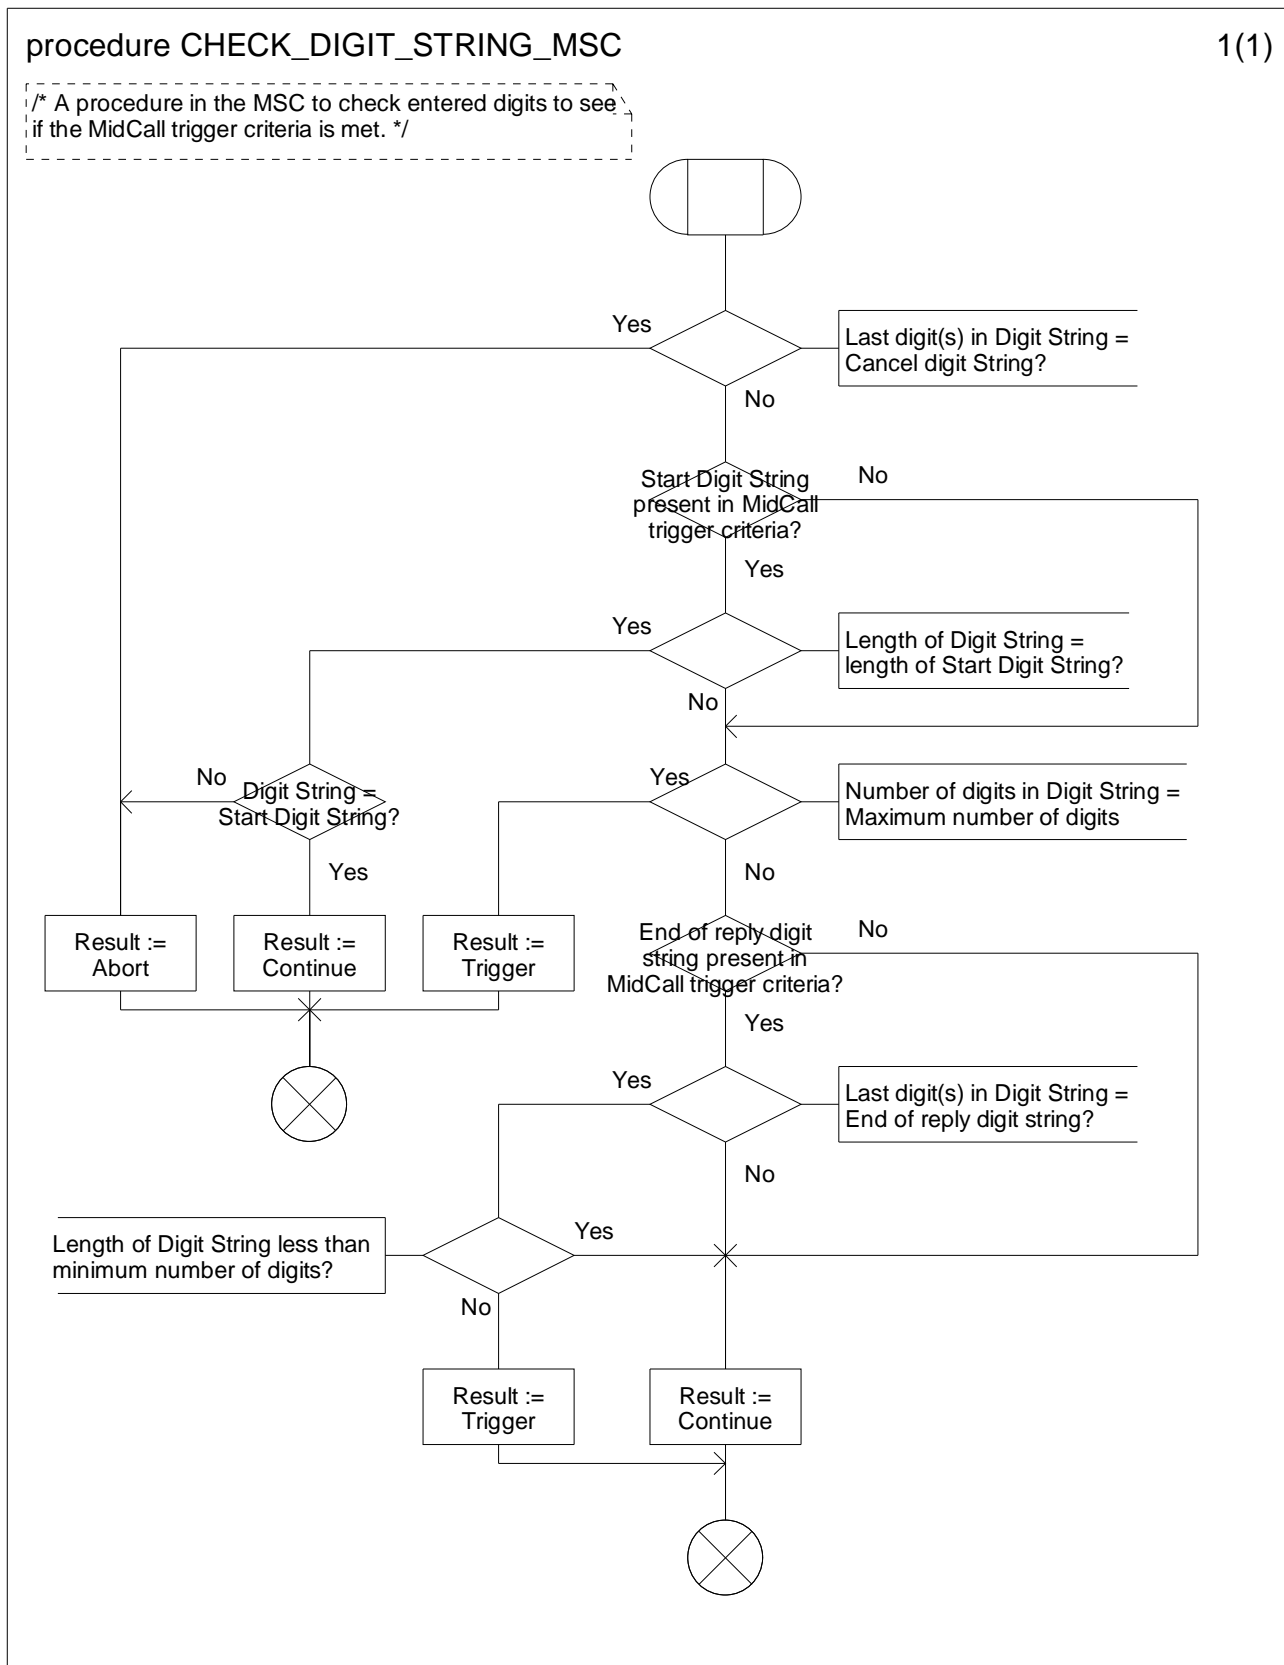 procedure CHECK_DIGIT_STRING_MSC
1(1)
/* A procedure in the MSC to check entered digits to see
if the MidCall trigger criteria is met. */
Yes
Last digit(s) in Digit String =
Cancel digit String?
No
Start Digit String
present in MidCall
trigger criteria?
No
Yes
Yes
Length of Digit String =
length of Start Digit String?
No
No
Digit String =
Start Digit String?
Yes
Number of digits in Digit String =
Maximum number of digits
Yes
No
Result :=
Abort
Result :=
Continue
Result :=
Trigger
End of reply digit
string present in
MidCall trigger criteria?
No
Yes
Yes
Last digit(s) in Digit String =
End of reply digit string?
No
Length of Digit String less than
minimum number of digits?
Yes
No
Result :=
Trigger
Result :=
Continue